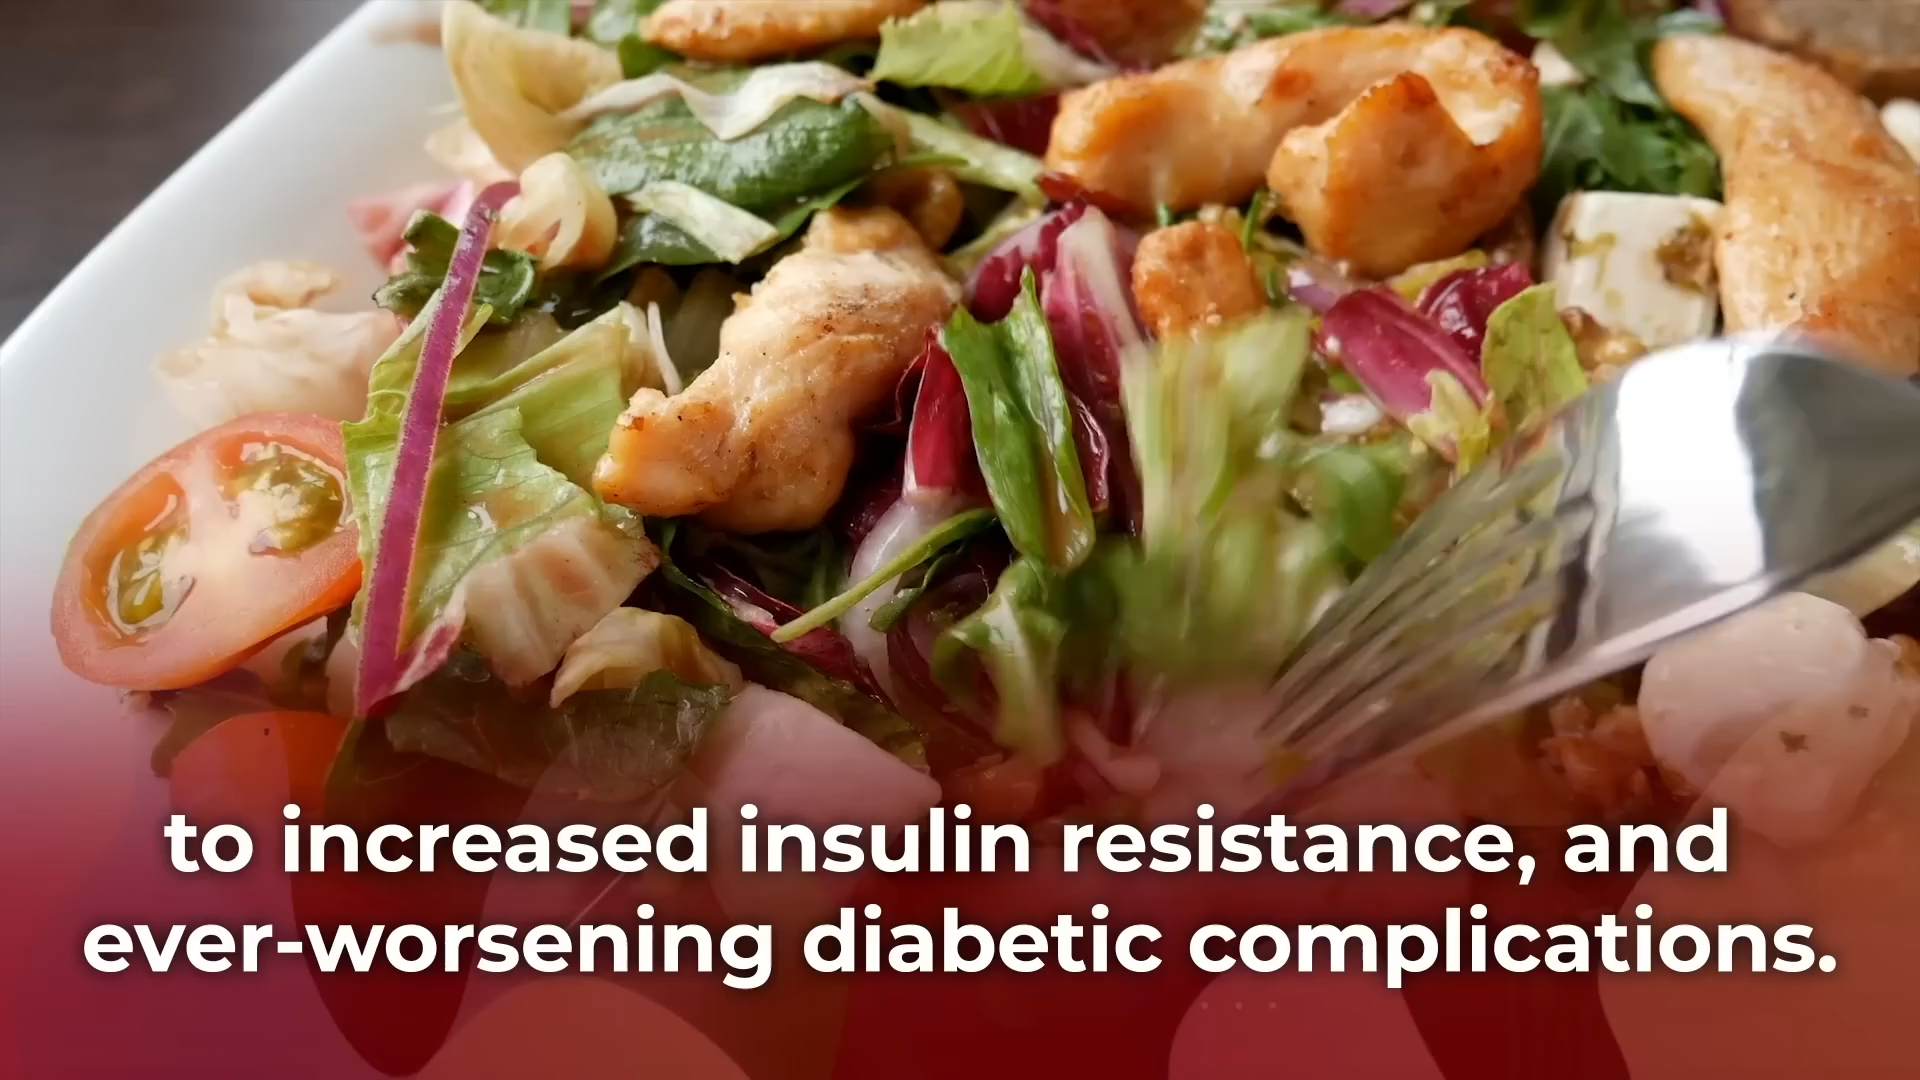 to increased insulin resistance, and
ever-worsening diabetic complications.